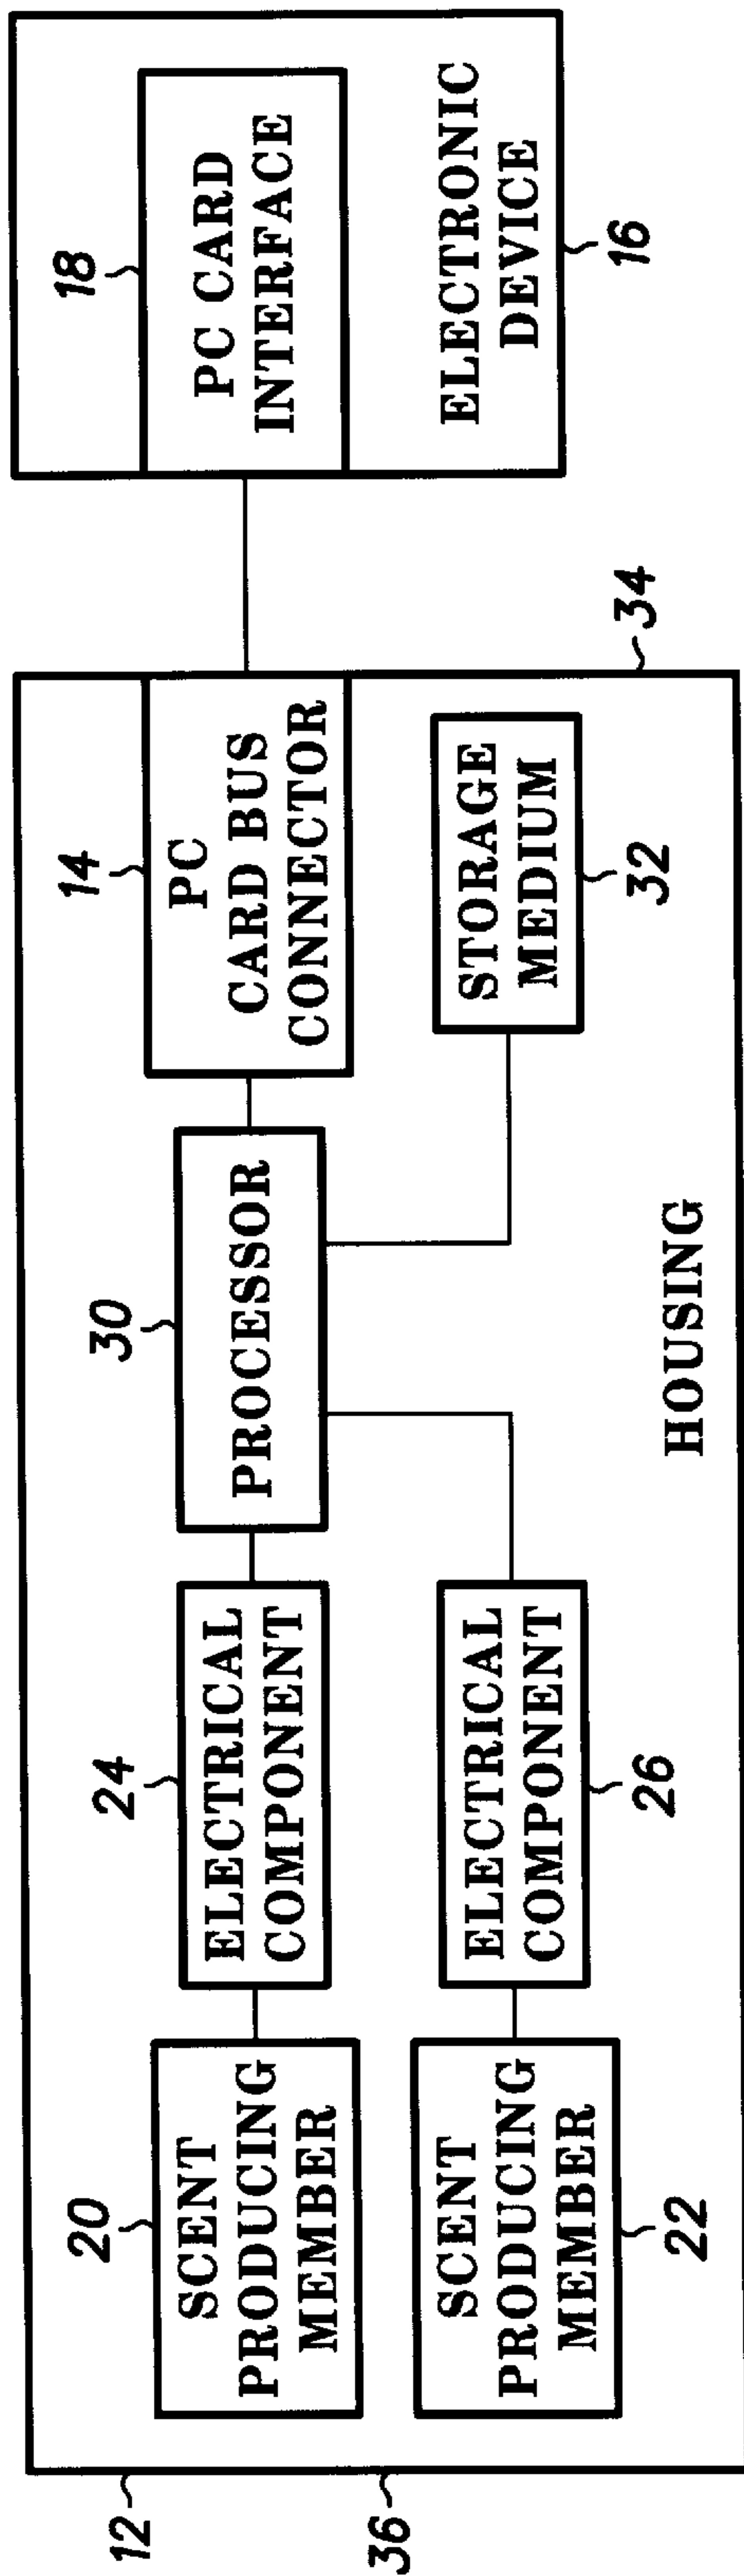 12
36
20
SCENT
PRODUCING
MEMBER
SCENT
PRODUCING
MEMBER
22
24
ELECTRICAL
COMPONENT
ELECTRICAL
COMPONENT
26
30
PROCESSOR
HOUSING
14
PC
CARD BUS
CONNECTOR
STORAGE
MEDIUM
32
34
18
PC CARD
INTERFACE
ELECTRONIC
DEVICE
16